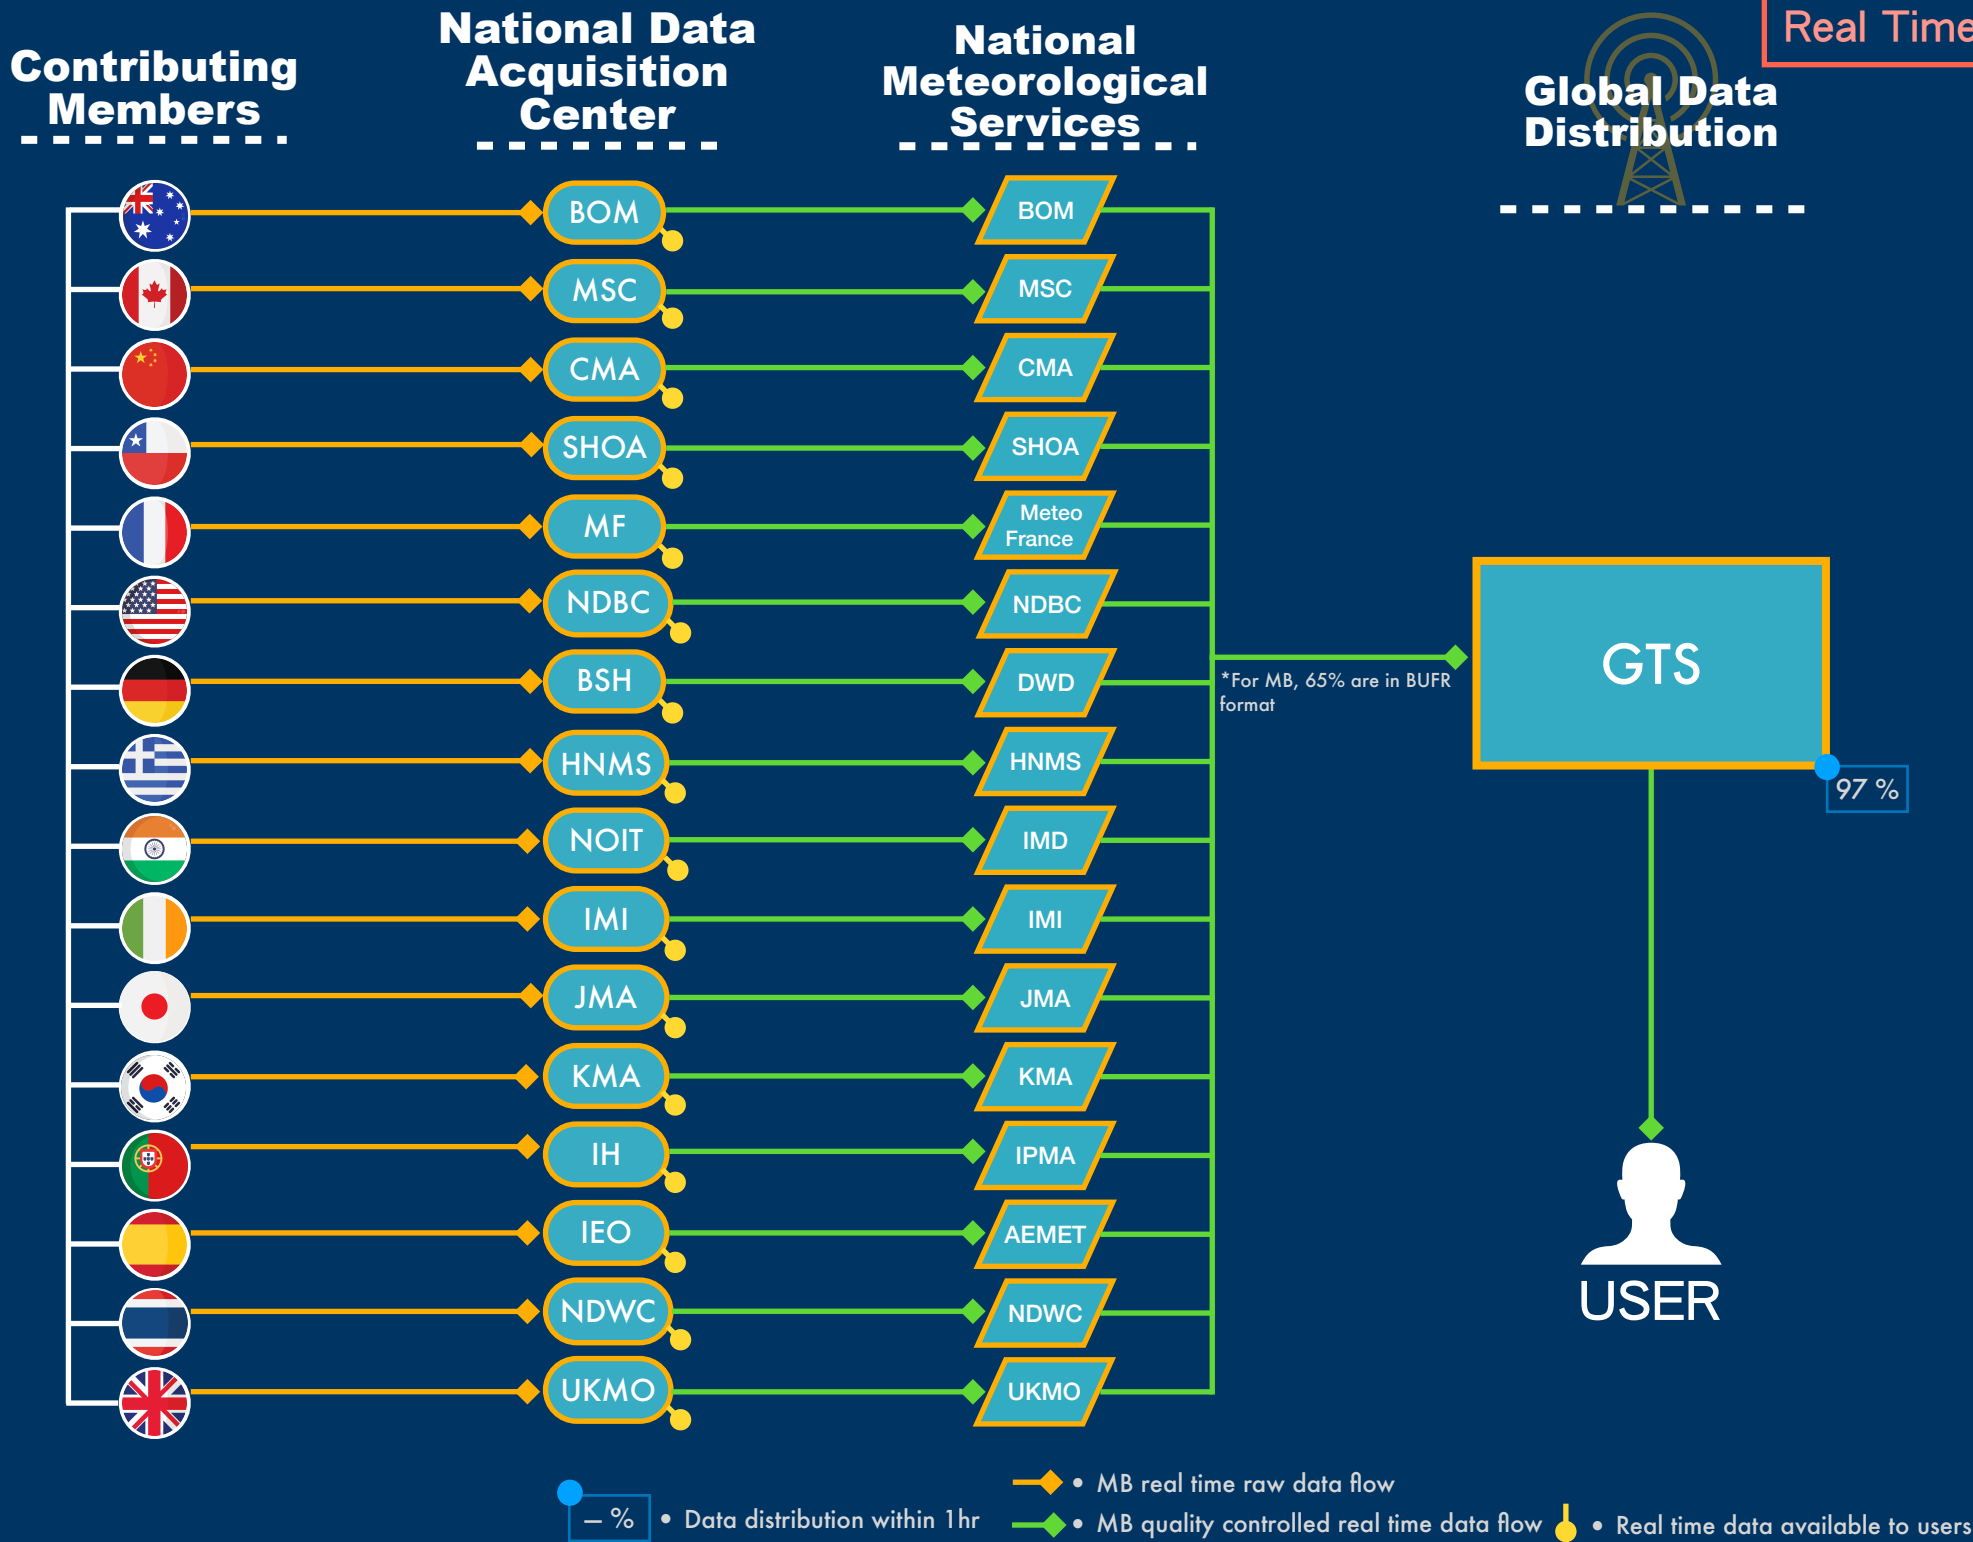 Real Time
Contributing
Members
National Data
Acquisition
Center
National
Meteorological
Services
Global Data
Distribution
BOM
BOM
MSC
MSC
CMA
CMA
SHOA
SHOA
MF
Meteo
France
NDBC
NDBC
BSH
DWD
HNMS
HNMS
NOIT
IMD
IMI
IMI
JMA
JMA
KMA
KMA
IH
IPMA
IEO
AEMET
NDWC
NDWC
UKMO
UKMO
*For MB, 65% are in BUFR
format
GTS
97 %
USER
– %
• Data distribution within 1hr
• MB real time raw data flow
• MB quality controlled real time data flow
• Real time data available to users